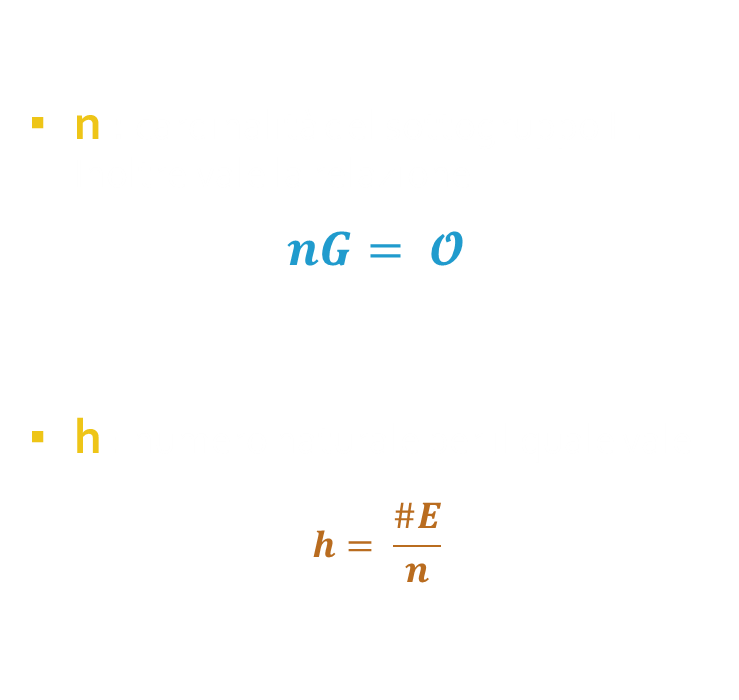 ▪ n
nG = 𝒪
▪ h
h = #E/n